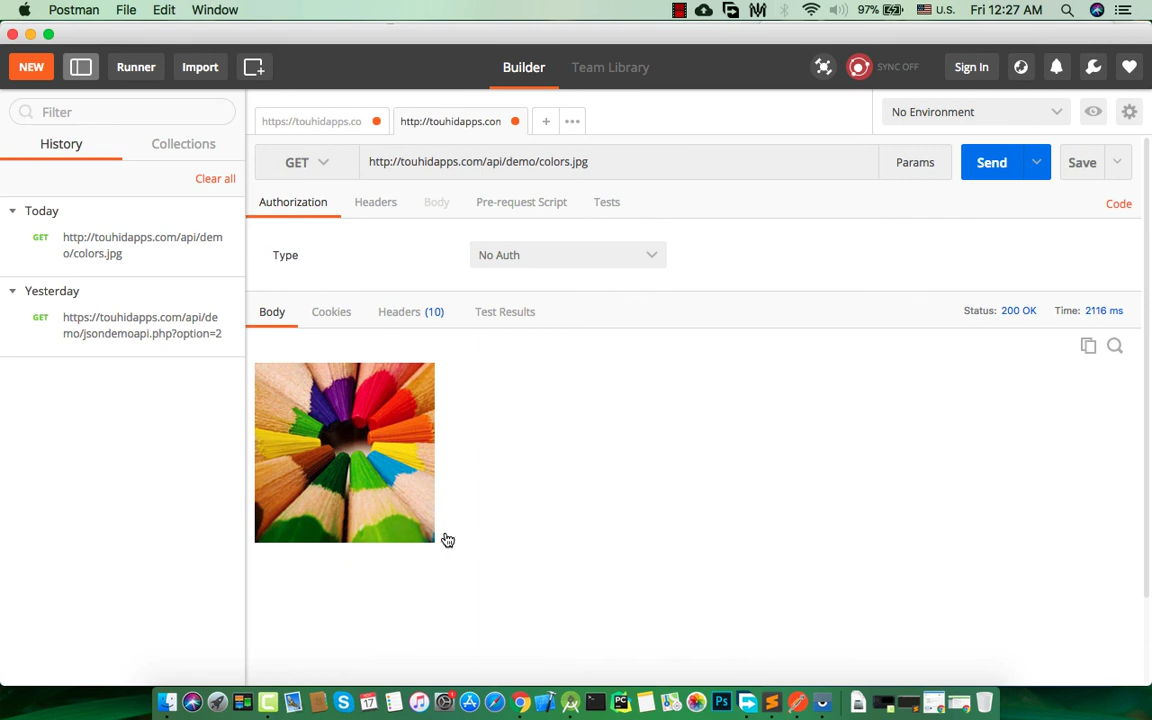 Postman File Edit Window 97% U.S. Fri 12:27 AM
NEW Runner Import Builder Team Library SYNC OFF Sign In
Filter
https://touhidapps.co http://touhidapps.con + ••• No Environment
History Collections
GET http://touhidapps.com/api/demo/colors.jpg Params Send Save
Clear all
Authorization Headers Body Pre-request Script Tests Code
Today
GET http://touhidapps.com/api/dem
o/colors.jpg
Type No Auth
Yesterday
GET https://touhidapps.com/api/de
mo/jsondemoapi.php?option=2
Body Cookies Headers (10) Test Results Status: 200 OK Time: 2116 ms
17
PC
Ps